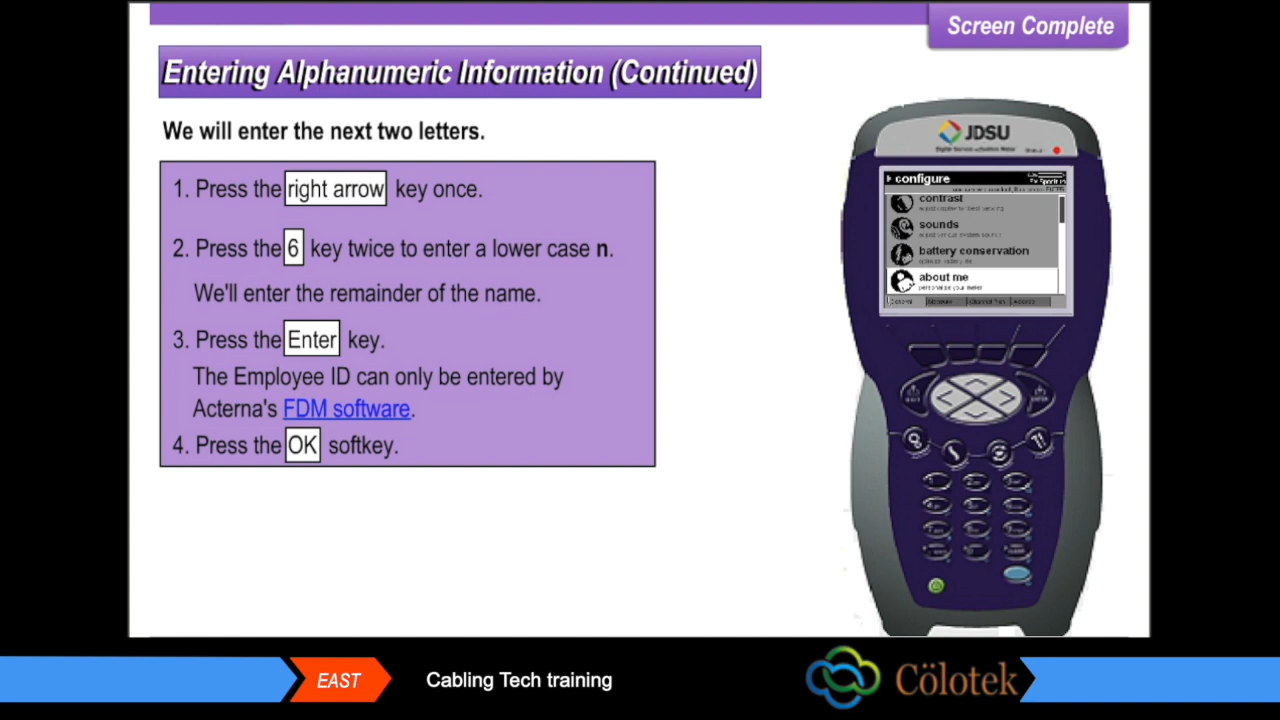 Screen Complete
Entering Alphanumeric Information (Continued)
We will enter the next two letters.
1. Press the right arrow key once.
2. Press the 6 key twice to enter a lower case n.
We'll enter the remainder of the name.
3. Press the Enter key.
The Employee ID can only be entered by
Acterna's FDM software.
4. Press the OK softkey.
JDSU
configure
contrast
sounds
battery conservation
about me
personalize your meter
EAST
Cabling Tech training
Cölotek